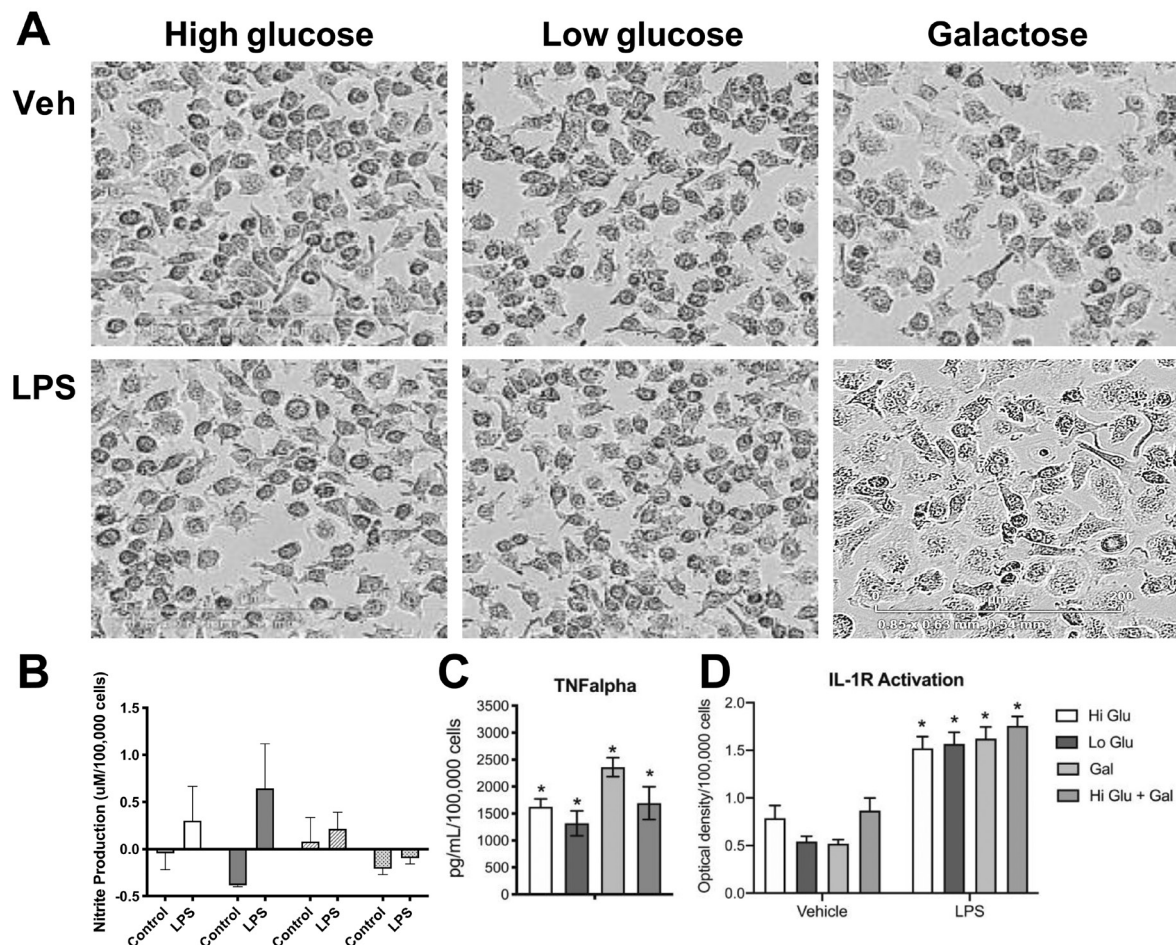 A
High glucose
Low glucose
Galactose
Veh
LPS
0 µm 200
0.85 x 0.63 mm, 0.54 mm²
B
Nitrite Production (uM/100,000 cells)
1.5
1.0
0.5
0.0
-0.5
Control
LPS
Control
LPS
Control
LPS
Control
LPS
C
TNFalpha
pg/mL/100,000 cells
3500
3000
2500
2000
1500
1000
500
0
*
*
*
*
D
IL-1R Activation
Optical density/100,000 cells
2.0
1.5
1.0
0.5
0.0
* * * *
Vehicle
LPS
Hi Glu
Lo Glu
Gal
Hi Glu + Gal